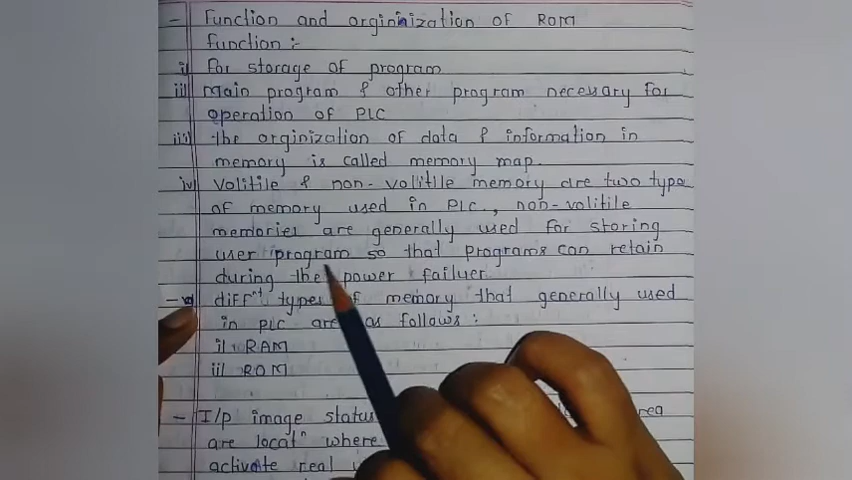 - Function and orginization of ROM
function :-
i) For storage of program
ii) main program & other program necessary for
operation of PLC
iii) the orginization of data & information in
memory is called memory map.
iv) volitile & non-volitile memory are two type
of memory used in PLC, non-volitile
memories are generally used for storing
user program so that programs can retain
during the power failuer
- v) diffⁿᵗ types of memory that generally used
in PLC are as follows :
i) RAM
ii) ROM
- I/p image status
are locatⁿ where
activate real